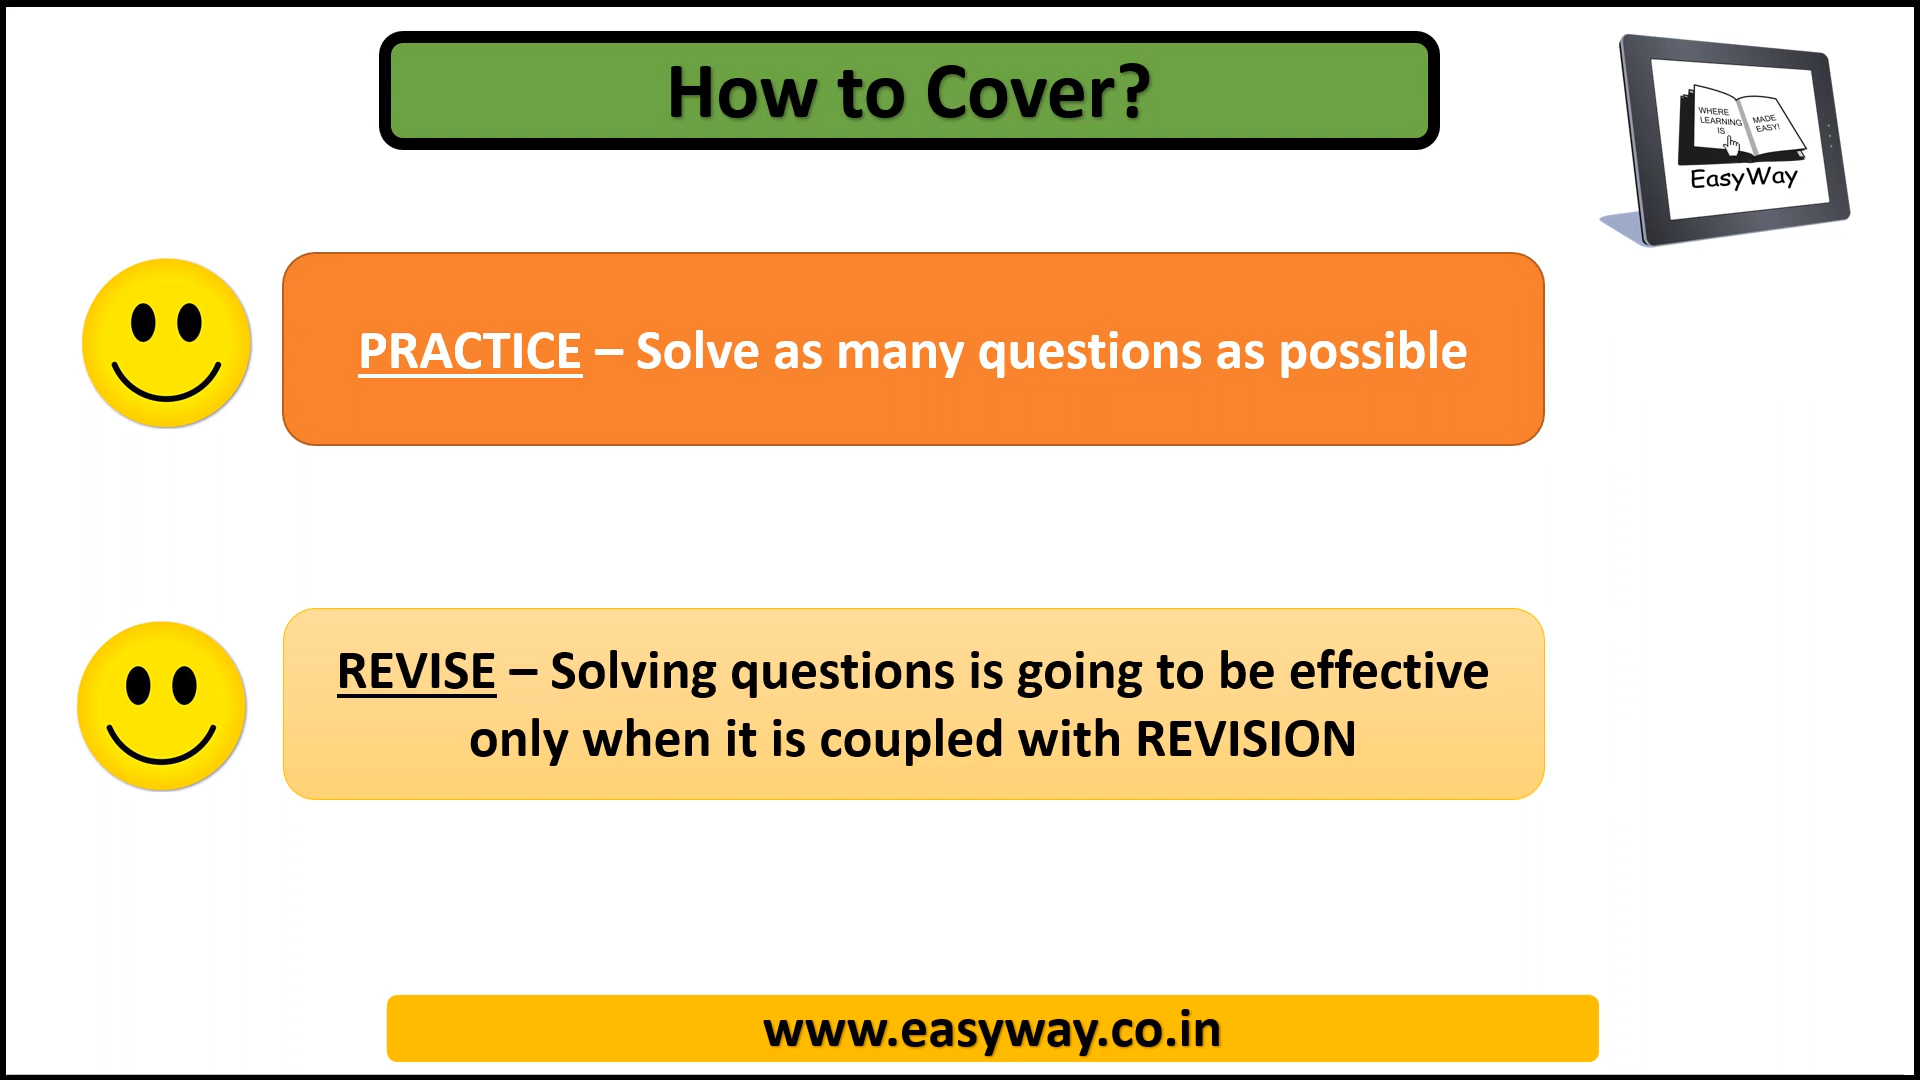 How to Cover?
WHERE
LEARNING
IS
MADE
EASY!
EasyWay
PRACTICE – Solve as many questions as possible
REVISE – Solving questions is going to be effective
only when it is coupled with REVISION
www.easyway.co.in